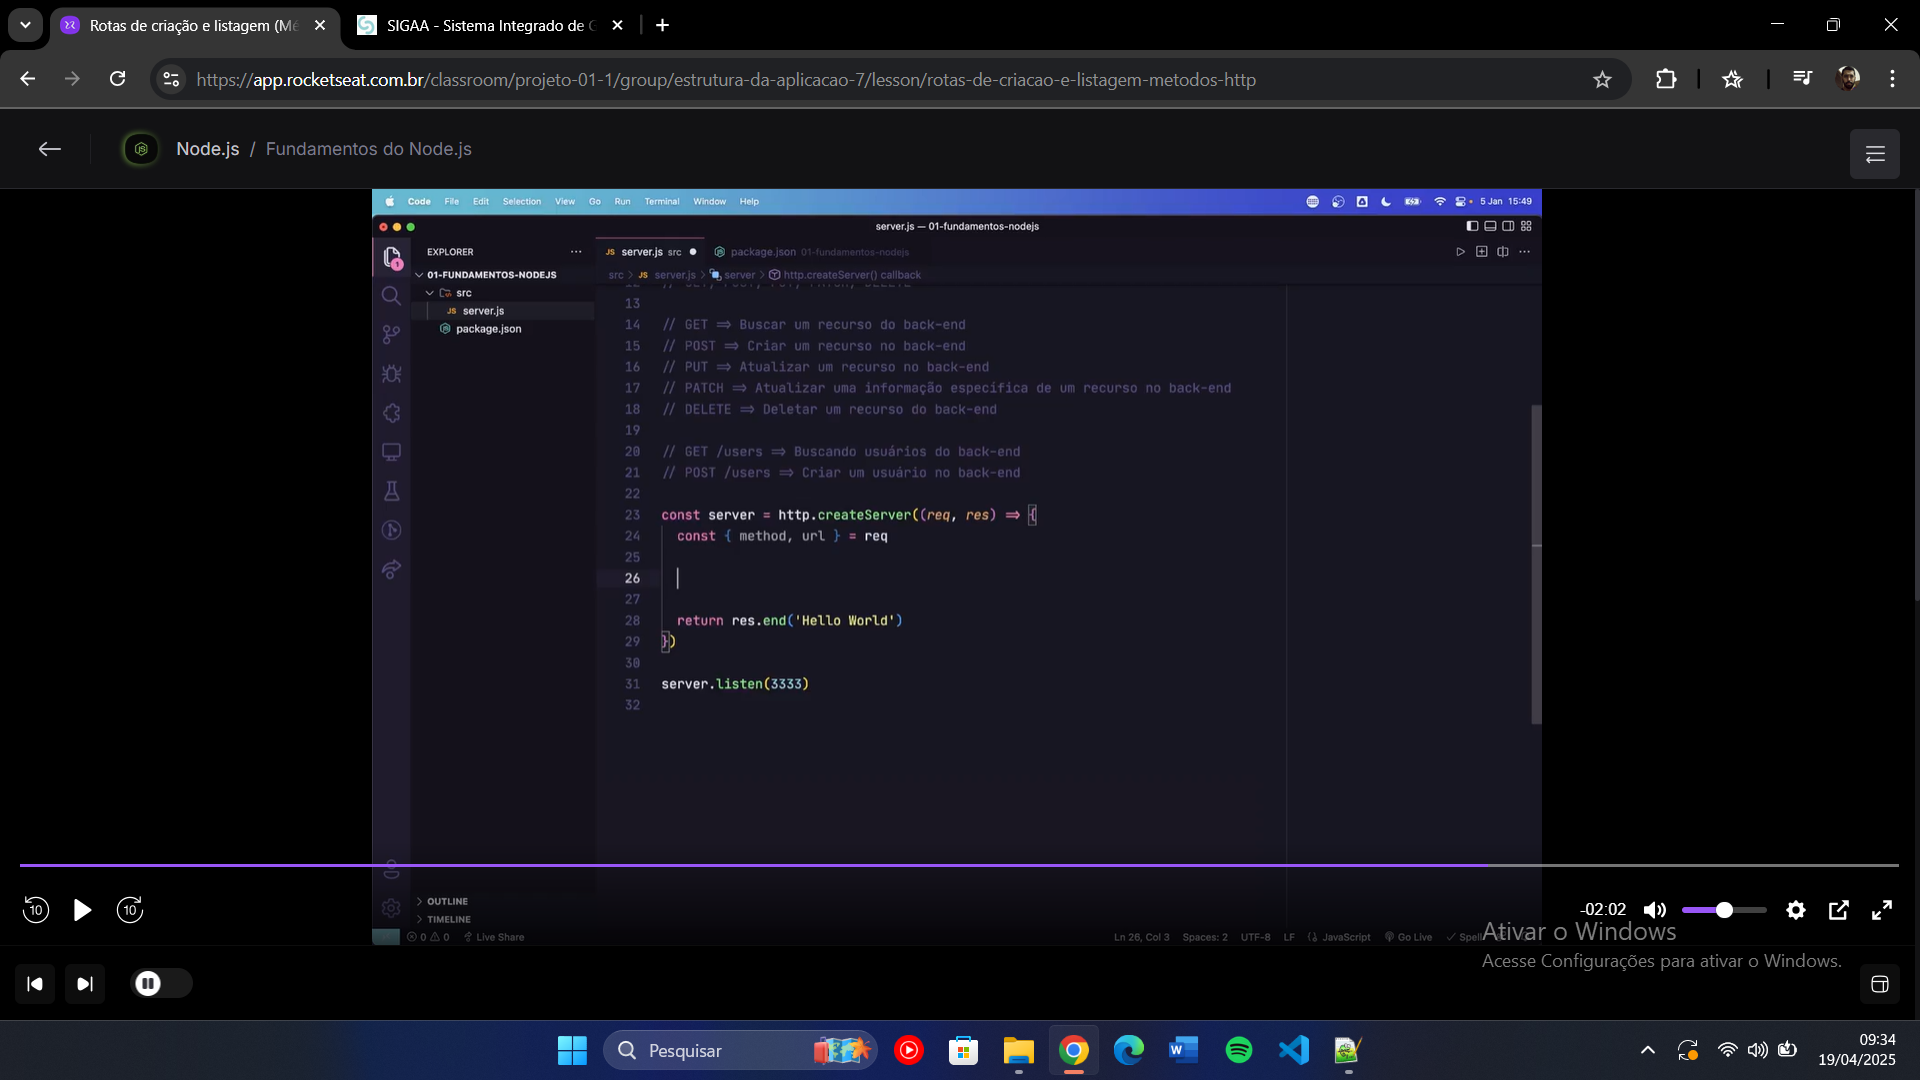 Rotas de criação e listagem (Mé
SIGAA - Sistema Integrado de G
https://app.rocketseat.com.br/classroom/projeto-01-1/group/estrutura-da-aplicacao-7/lesson/rotas-de-criacao-e-listagem-metodos-http
Node.js / Fundamentos do Node.js
Code File Edit Selection View Go Run Terminal Window Help
5 Jan 15:49
server.js — 01-fundamentos-nodejs
EXPLORER
server.js src
package.json 01-fundamentos-nodejs
01-FUNDAMENTOS-NODEJS
src > server.js > server > http.createServer() callback
src
server.js
package.json
1
12 // GET, POST, PUT, PATCH, DELETE
13
14 // GET => Buscar um recurso do back-end
15 // POST => Criar um recurso no back-end
16 // PUT => Atualizar um recurso no back-end
17 // PATCH => Atualizar uma informação especifica de um recurso no back-end
18 // DELETE => Deletar um recurso do back-end
19
20 // GET /users => Buscando usuários do back-end
21 // POST /users => Criar um usuário no back-end
22
23 const server = http.createServer((req, res) => {
24 const { method, url } = req
25
26
27
28 return res.end('Hello World')
29 })
30
31 server.listen(3333)
32
OUTLINE
TIMELINE
0 0 Live Share
Ln 26, Col 3 Spaces: 2 UTF-8 LF JavaScript Go Live Spell
10
10
-02:02
Ativar o Windows
Acesse Configurações para ativar o Windows.
Pesquisar
09:34
19/04/2025